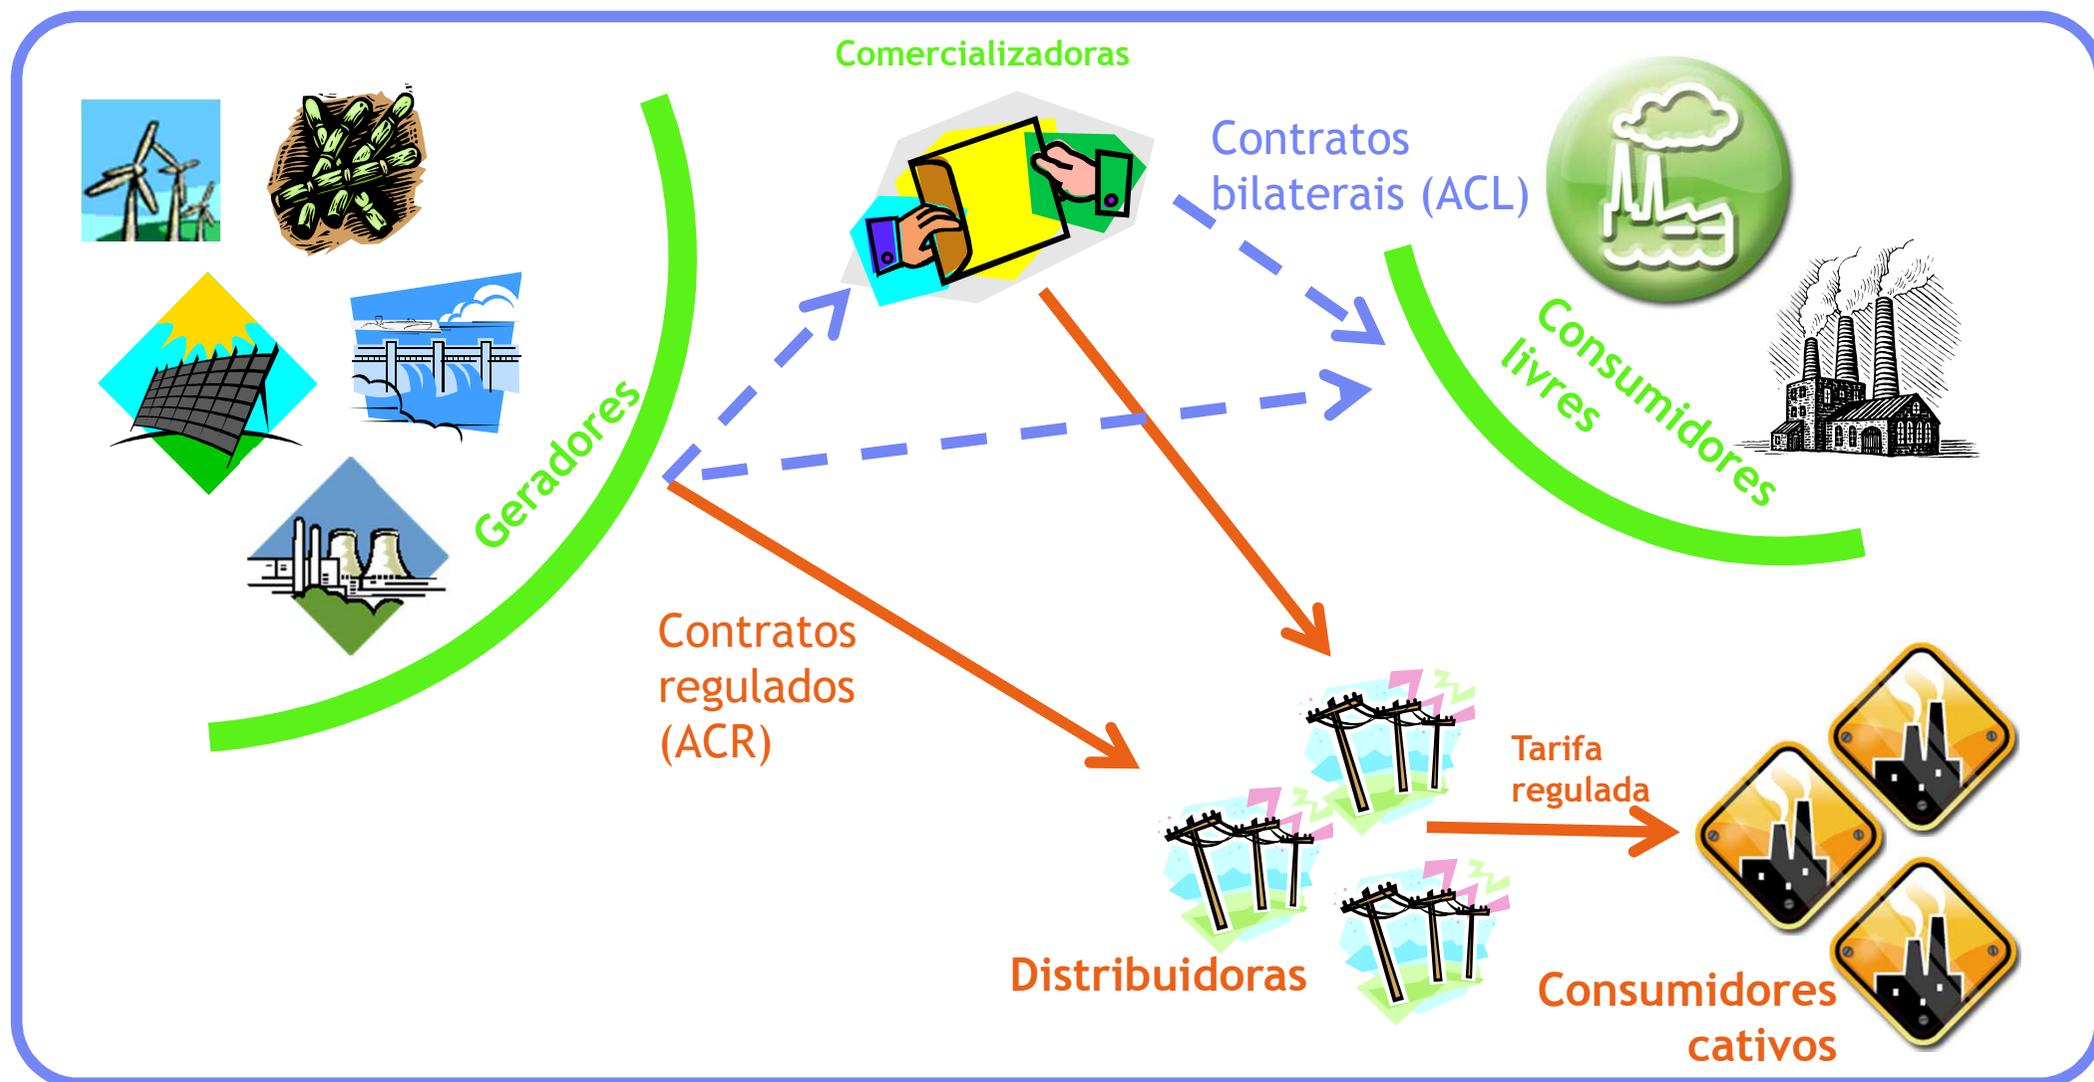 Comercializadoras
Contratos
bilaterais (ACL)
Geradores
Consumidores
livres
Contratos
regulados
(ACR)
Tarifa
regulada
Distribuidoras
Consumidores
cativos